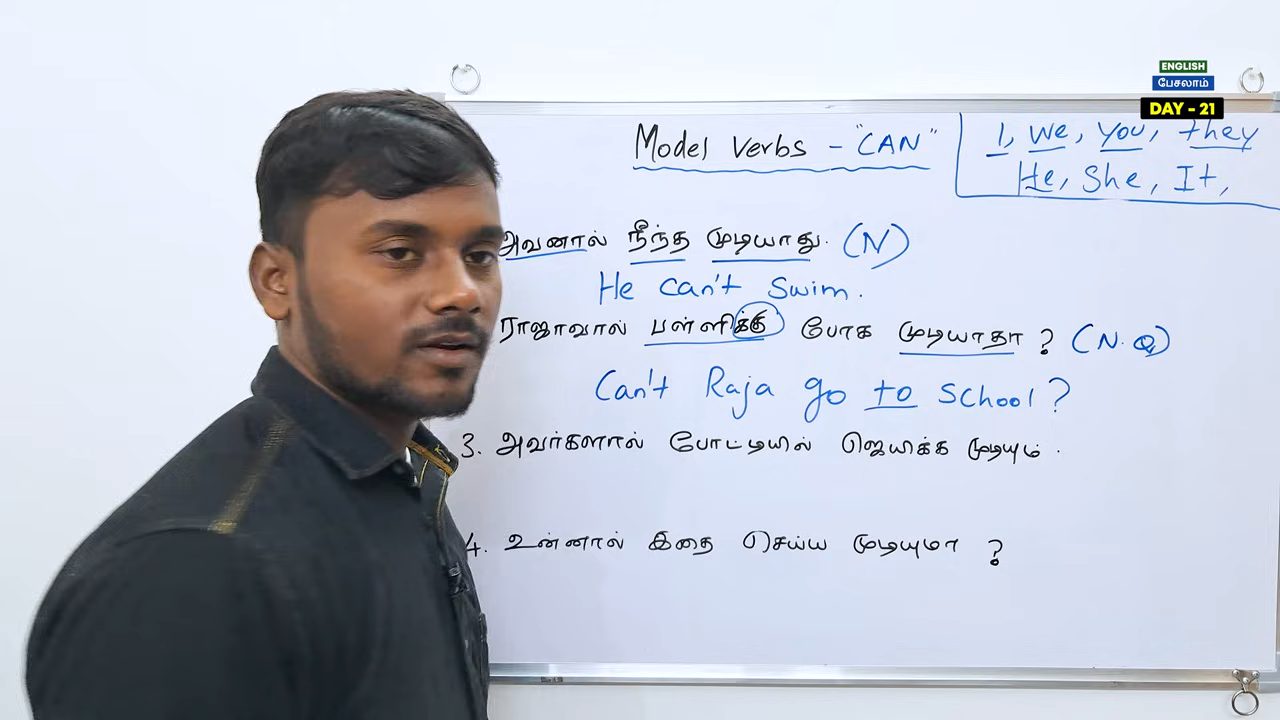 ENGLISH
பேசலாம்
DAY - 21
Model Verbs - "CAN"
I, We, You, They
He, She, It,
அவனால் நீந்த முடியாது. (N)
He can't Swim.
ராஜாவால் பள்ளிக்கு போக முடியாதா ? (N.Q)
Can't Raja go to School?
3. அவர்களால் போட்டியில் ஜெயிக்க முடியும் .
4. உன்னால் இதை செய்ய முடியுமா ?